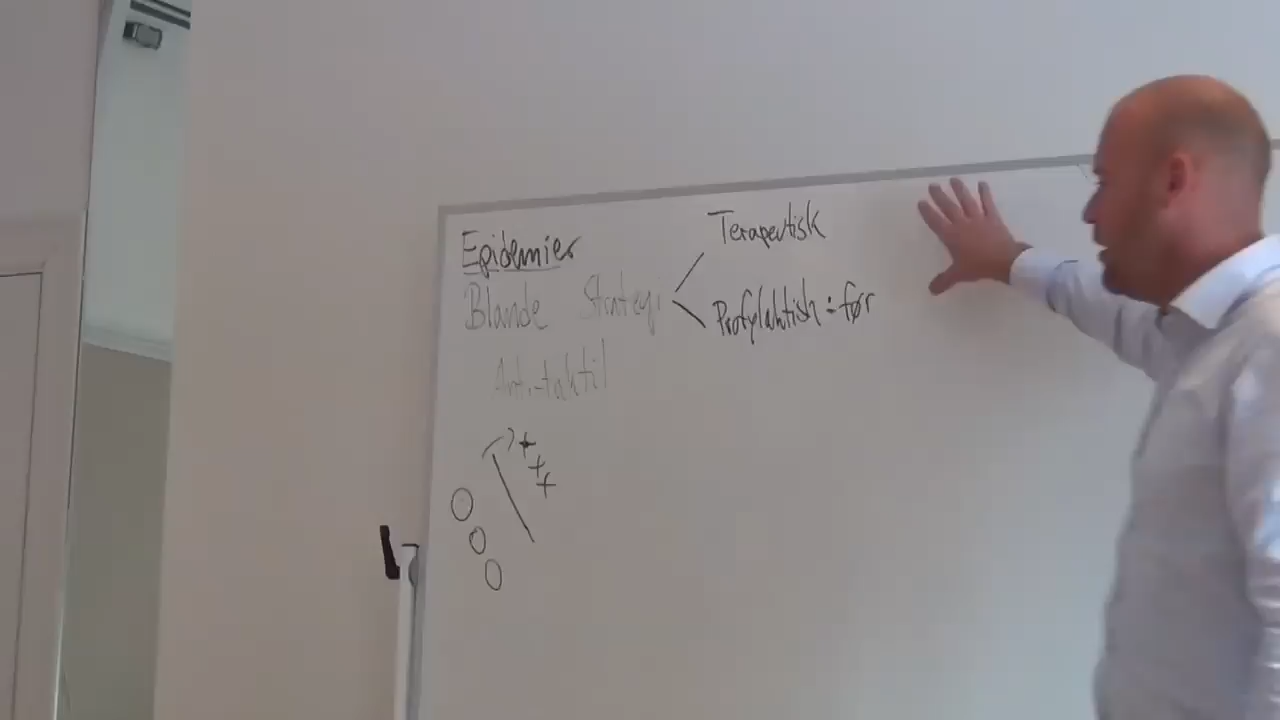 Epidemier
Blande Strategi
Terapeutisk
Profylaktisk : før
Anti-taktil